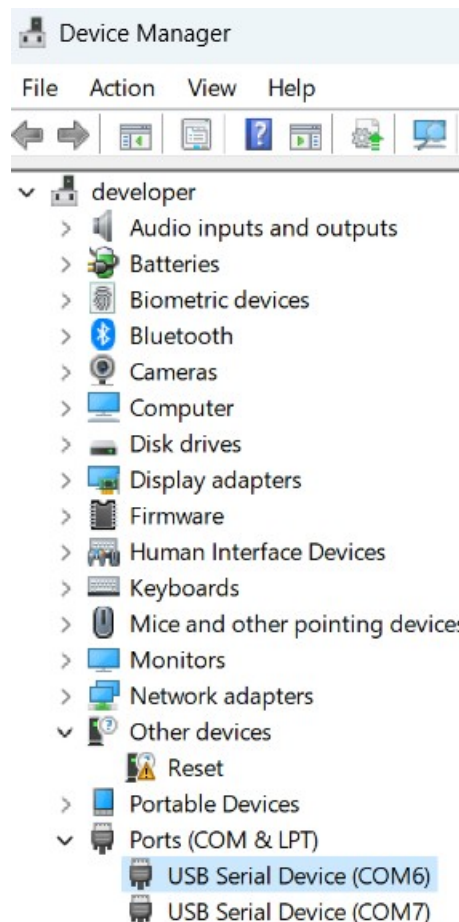 Device Manager
File Action View Help
developer
Audio inputs and outputs
Batteries
Biometric devices
Bluetooth
Cameras
Computer
Disk drives
Display adapters
Firmware
Human Interface Devices
Keyboards
Mice and other pointing devices
Monitors
Network adapters
Other devices
Reset
Portable Devices
Ports (COM & LPT)
USB Serial Device (COM6)
USB Serial Device (COM7)